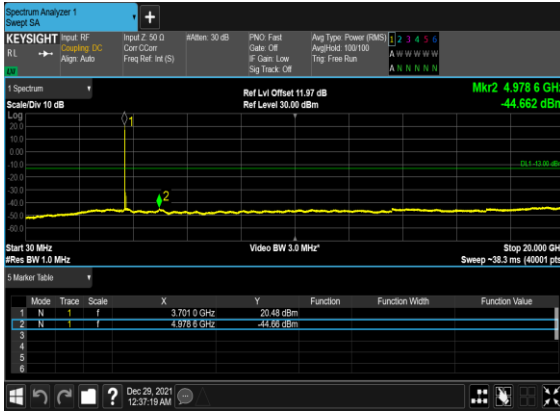 Spectrum Analyzer 1
Swept SA
+
KEYSIGHT Input: RF Input Z: 50 Ω #Atten: 30 dB PNO: Fast Avg Type: Power (RMS) 1 2 3 4 5 6
RL Coupling: DC Corr CCorr Gate: Off Avg|Hold: 100/100 A W W W W W
Align: Auto Freq Ref: Int (S) IF Gain: Low Trig: Free Run
Sig Track: Off A N N N N N
1 Spectrum Ref Lvl Offset 11.97 dB Mkr2 4.978 6 GHz
Scale/Div 10 dB Ref Level 30.00 dBm -44.662 dBm
Log
20.0
10.0
0.00
-10.0
-20.0
-30.0
-40.0
-50.0
-60.0
1
DL1 -13.00 dBm
2
Start 30 MHz Video BW 3.0 MHz* Stop 20.000 GH
#Res BW 1.0 MHz Sweep ~38.3 ms (40001 pts
5 Marker Table
Mode Trace Scale X Y Function Function Width Function Value
1 N 1 f 3.701 0 GHz 20.48 dBm
2 N 1 f 4.978 6 GHz -44.66 dBm
3
4
5
6
? Dec 29, 2021
12:37:19 AM